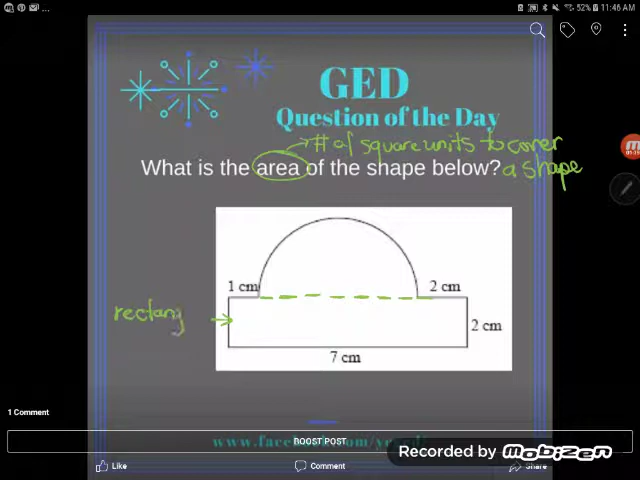 52% 11:46 AM
GED
Question of the Day
# of square units to cover
What is the area of the shape below? a shape
1 cm
2 cm
rectang
2 cm
7 cm
1 Comment
BOOST POST
Recorded by MOBIZEN
Like Comment Share